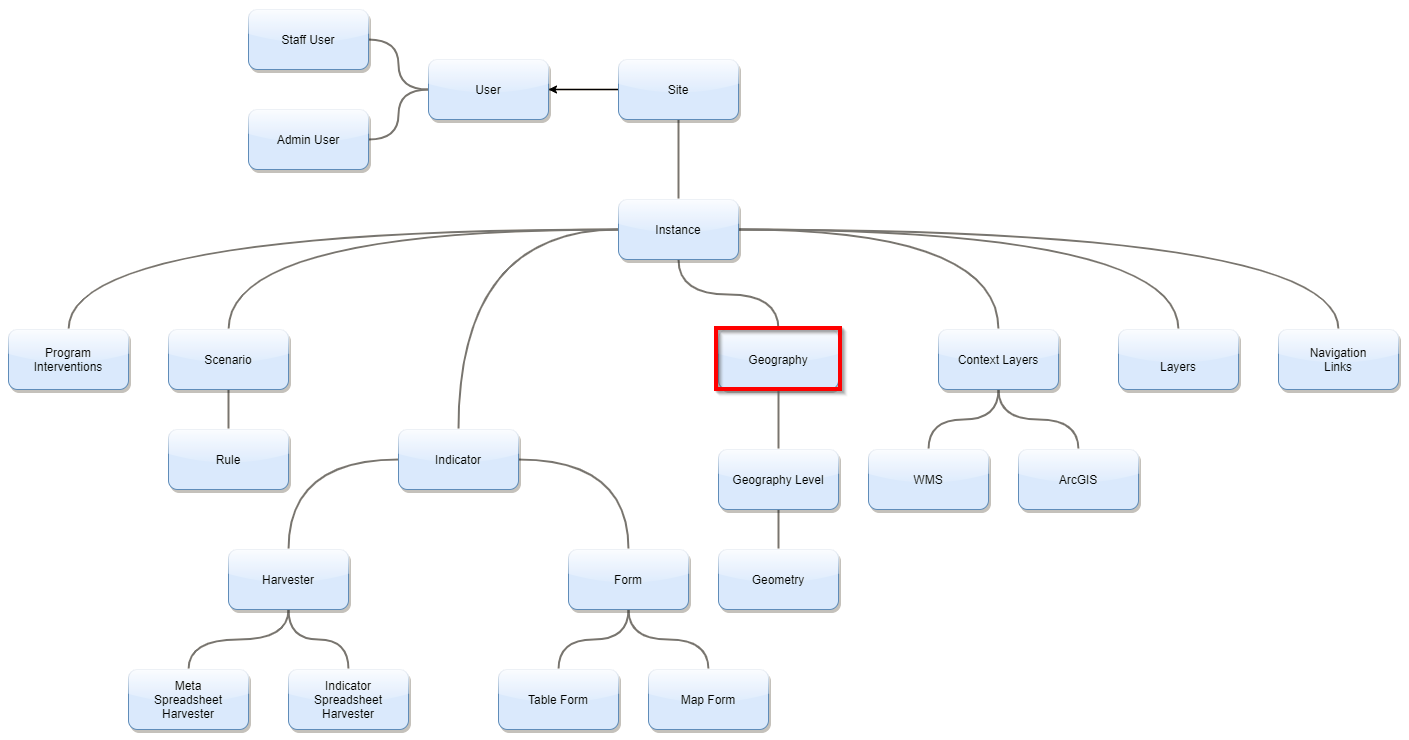 Staff User
User
Site
Admin User
Instance
Program
Interventions
Scenario
Geography
Context Layers
Layers
Navigation
Links
Rule
Indicator
Geography Level
WMS
ArcGIS
Harvester
Form
Geometry
Meta
Spreadsheet
Harvester
Indicator
Spreadsheet
Harvester
Table Form
Map Form